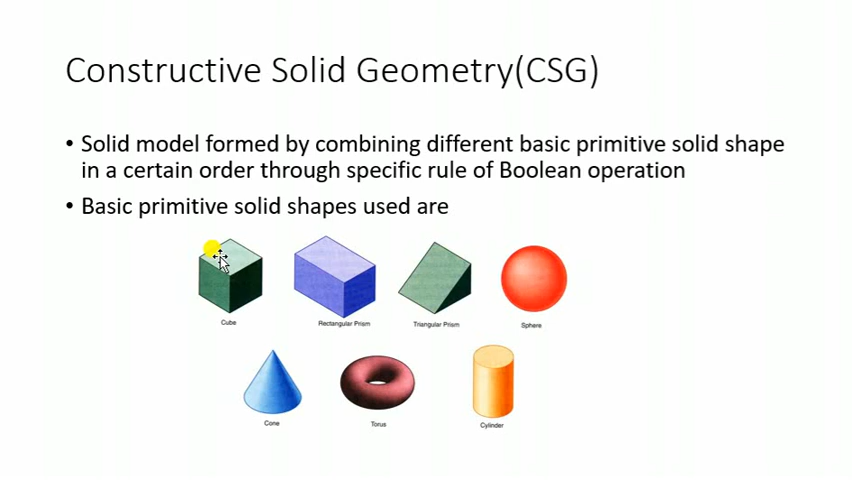 Constructive Solid Geometry(CSG)
• Solid model formed by combining different basic primitive solid shape
in a certain order through specific rule of Boolean operation
• Basic primitive solid shapes used are
Cube
Rectangular Prism
Triangular Prism
Sphere
Cone
Torus
Cylinder